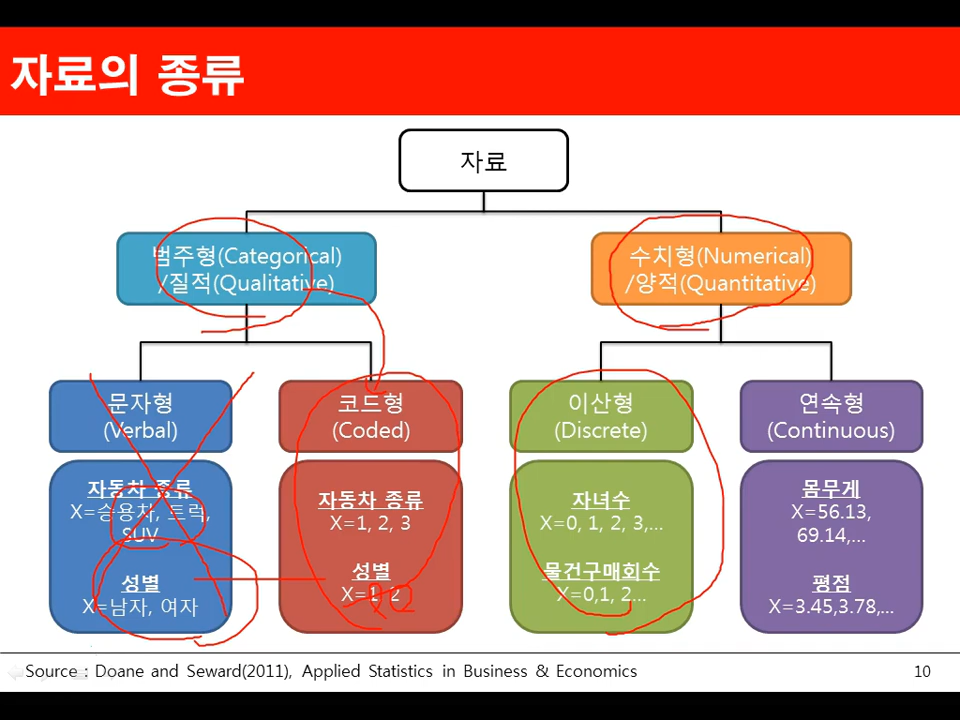 자료의 종류
자료
범주형(Categorical)
/질적(Qualitative)
수치형(Numerical)
/양적(Quantitative)
문자형
(Verbal)
코드형
(Coded)
이산형
(Discrete)
연속형
(Continuous)
자동차 종류
X=승용차, 트럭,
SUV
성별
X=남자, 여자
자동차 종류
X=1, 2, 3
성별
X=1, 2
자녀수
X=0, 1, 2, 3,...
물건구매회수
X=0,1, 2...
몸무게
X=56.13,
69.14,...
평점
X=3.45,3.78,...
Source : Doane and Seward(2011), Applied Statistics in Business & Economics
10